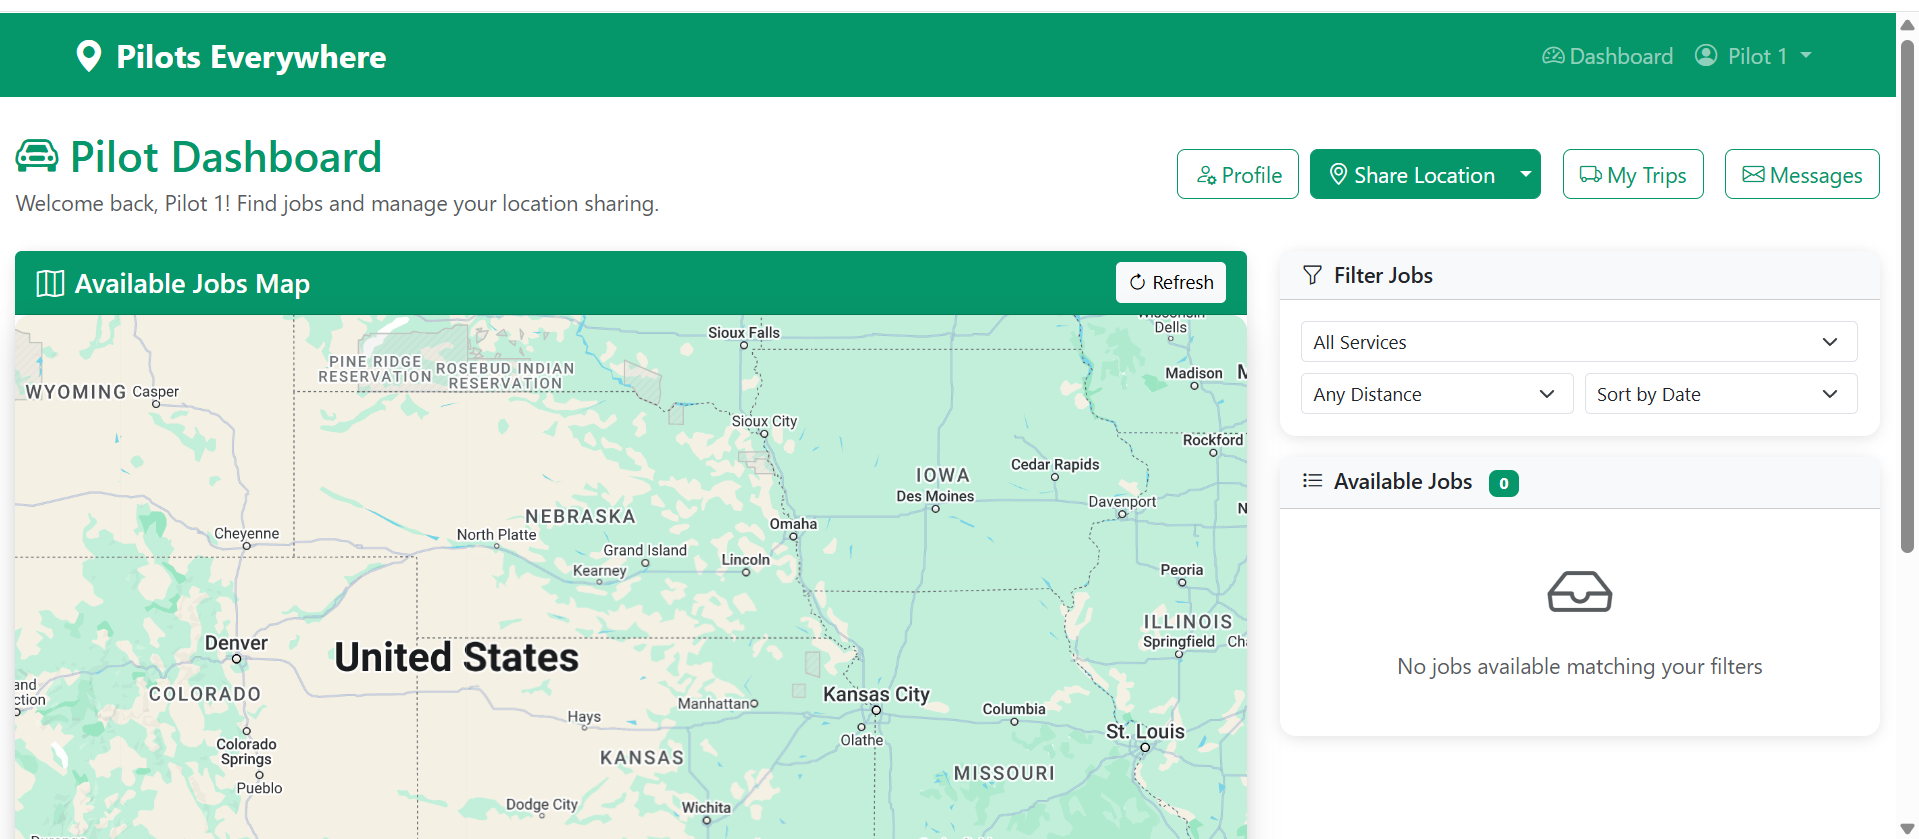 Pilots Everywhere
Dashboard
Pilot 1
Pilot Dashboard
Welcome back, Pilot 1! Find jobs and manage your location sharing.
Profile
Share Location
My Trips
Messages
Available Jobs Map
Refresh
Sioux Falls
Dells
PINE RIDGE
RESERVATION
ROSEBUD INDIAN
RESERVATION
WYOMING
Casper
Madison
Sioux City
Rockford
IOWA
Cedar Rapids
Des Moines
Davenport
NEBRASKA
Omaha
Cheyenne
North Platte
Grand Island
Lincoln
Kearney
Peoria
ILLINOIS
Springfield
Denver
United States
COLORADO
Kansas City
Manhattan
Columbia
Hays
Olathe
St. Louis
Colorado
Springs
KANSAS
MISSOURI
Pueblo
Dodge City
Wichita
Filter Jobs
All Services
Any Distance
Sort by Date
Available Jobs
0
No jobs available matching your filters